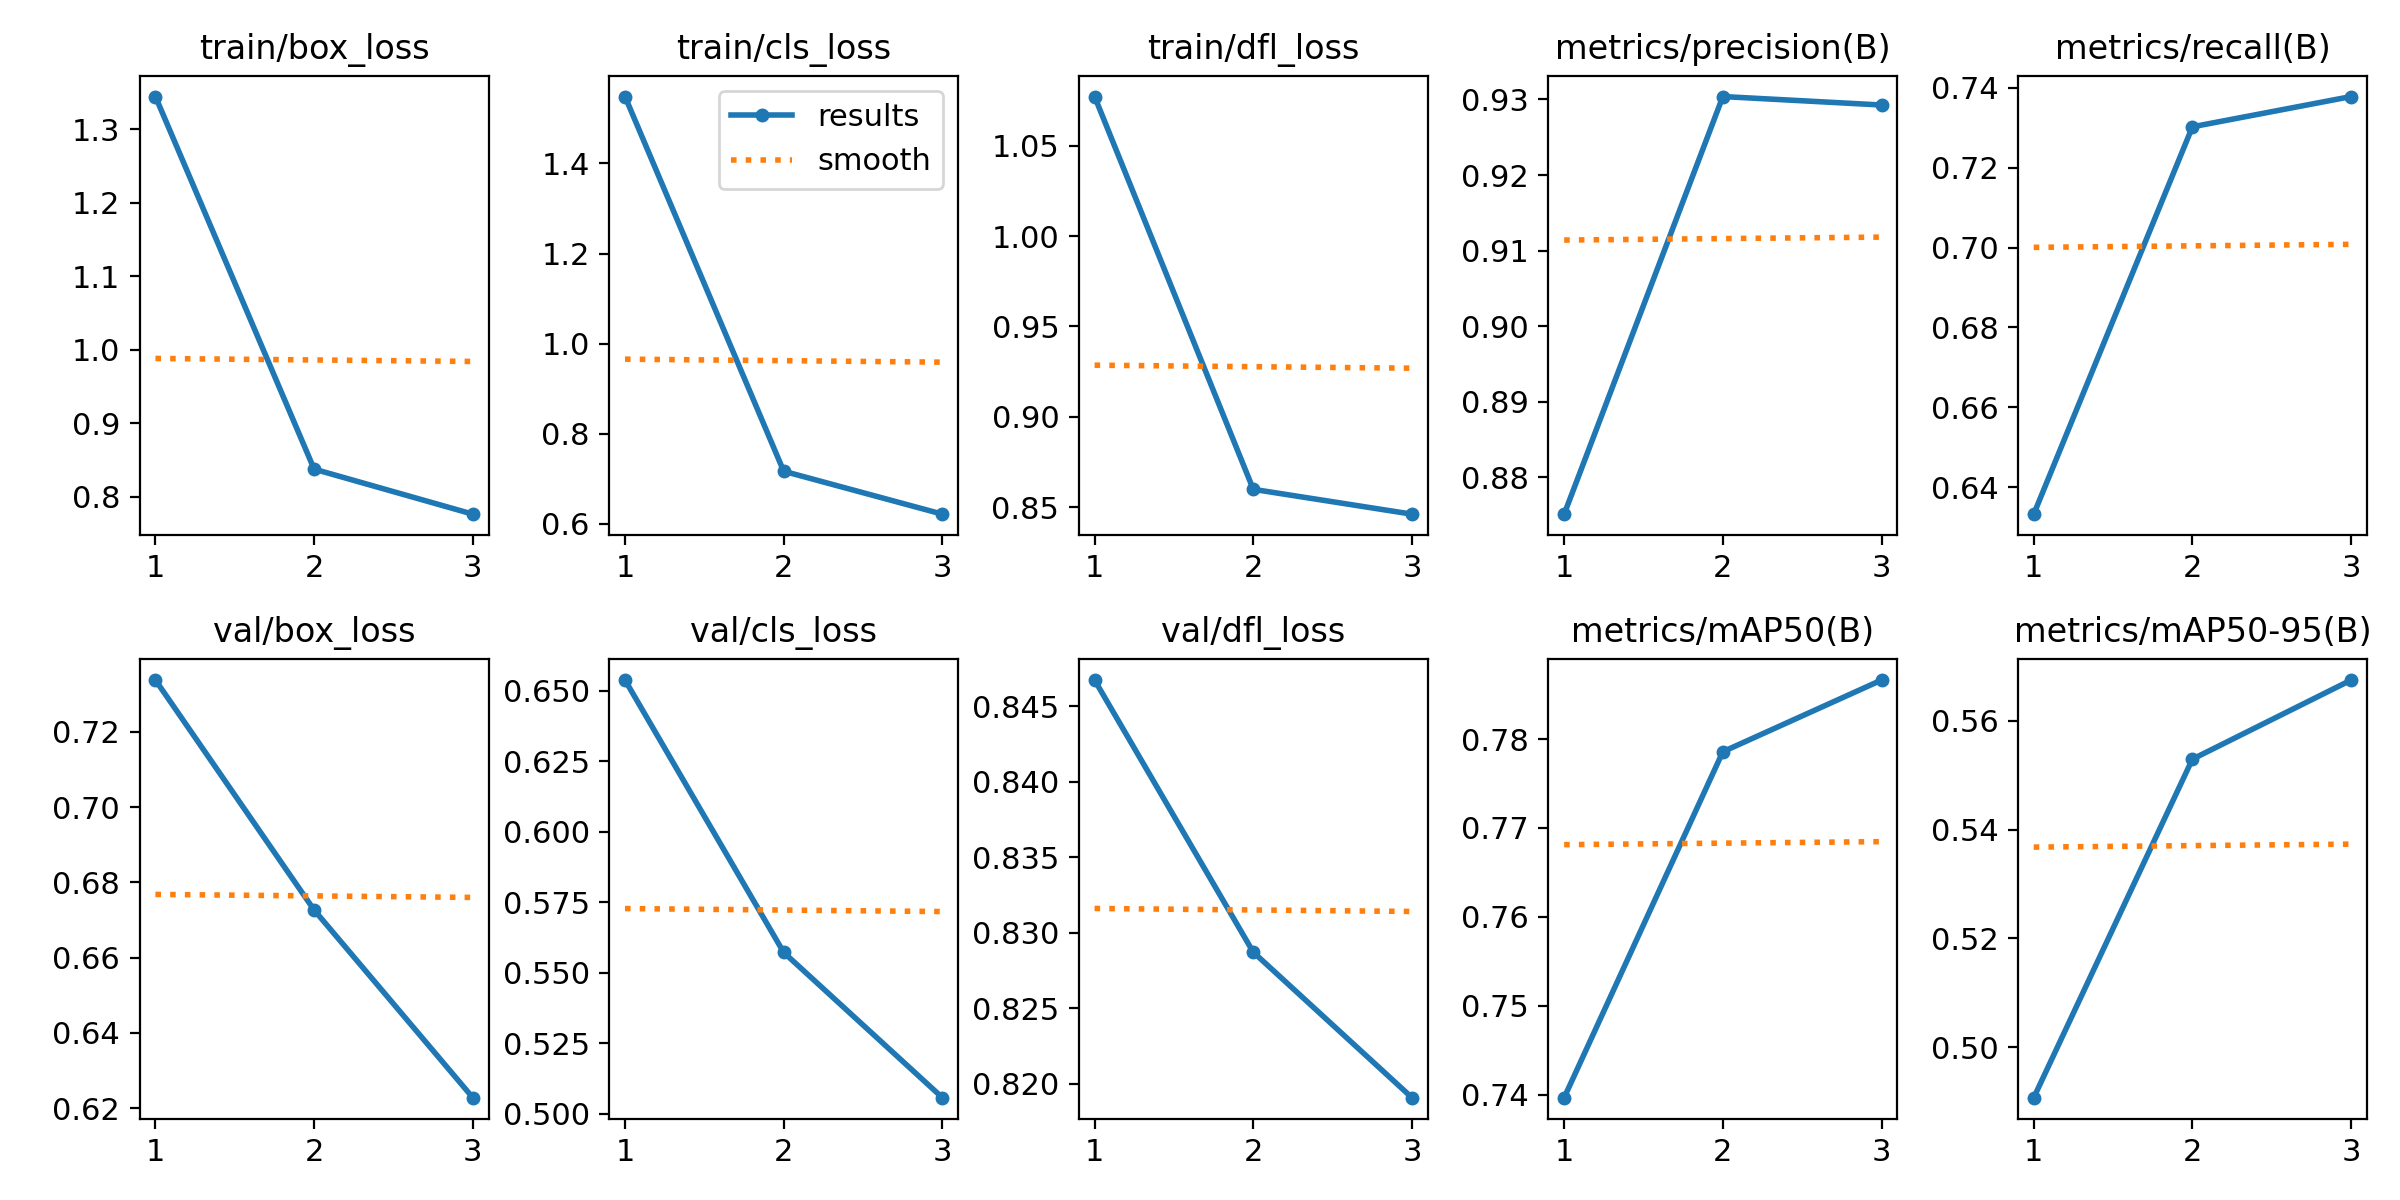 train/box_loss
1.3
1.2
1.1
1.0
0.9
0.8
1 2 3
train/cls_loss
results
smooth
1.4
1.2
1.0
0.8
0.6
1 2 3
train/dfl_loss
1.05
1.00
0.95
0.90
0.85
1 2 3
metrics/precision(B)
0.93
0.92
0.91
0.90
0.89
0.88
1 2 3
metrics/recall(B)
0.74
0.72
0.70
0.68
0.66
0.64
1 2 3
val/box_loss
0.72
0.70
0.68
0.66
0.64
0.62
1 2 3
val/cls_loss
0.650
0.625
0.600
0.575
0.550
0.525
0.500
1 2 3
val/dfl_loss
0.845
0.840
0.835
0.830
0.825
0.820
1 2 3
metrics/mAP50(B)
0.78
0.77
0.76
0.75
0.74
1 2 3
metrics/mAP50-95(B)
0.56
0.54
0.52
0.50
1 2 3